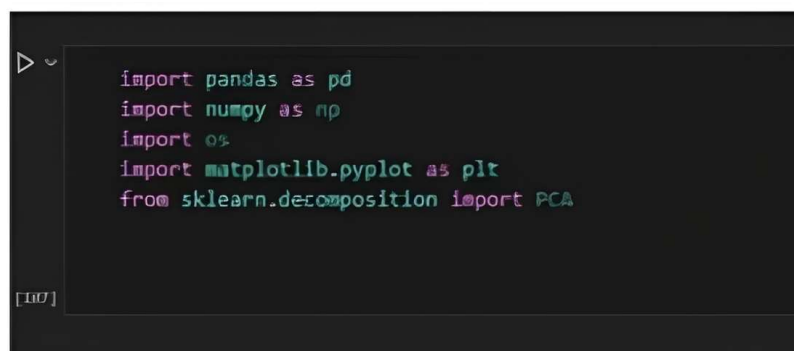 import pandas as pd
import numpy as np
import os
import matplotlib.pyplot as plt
from sklearn.decomposition import PCA